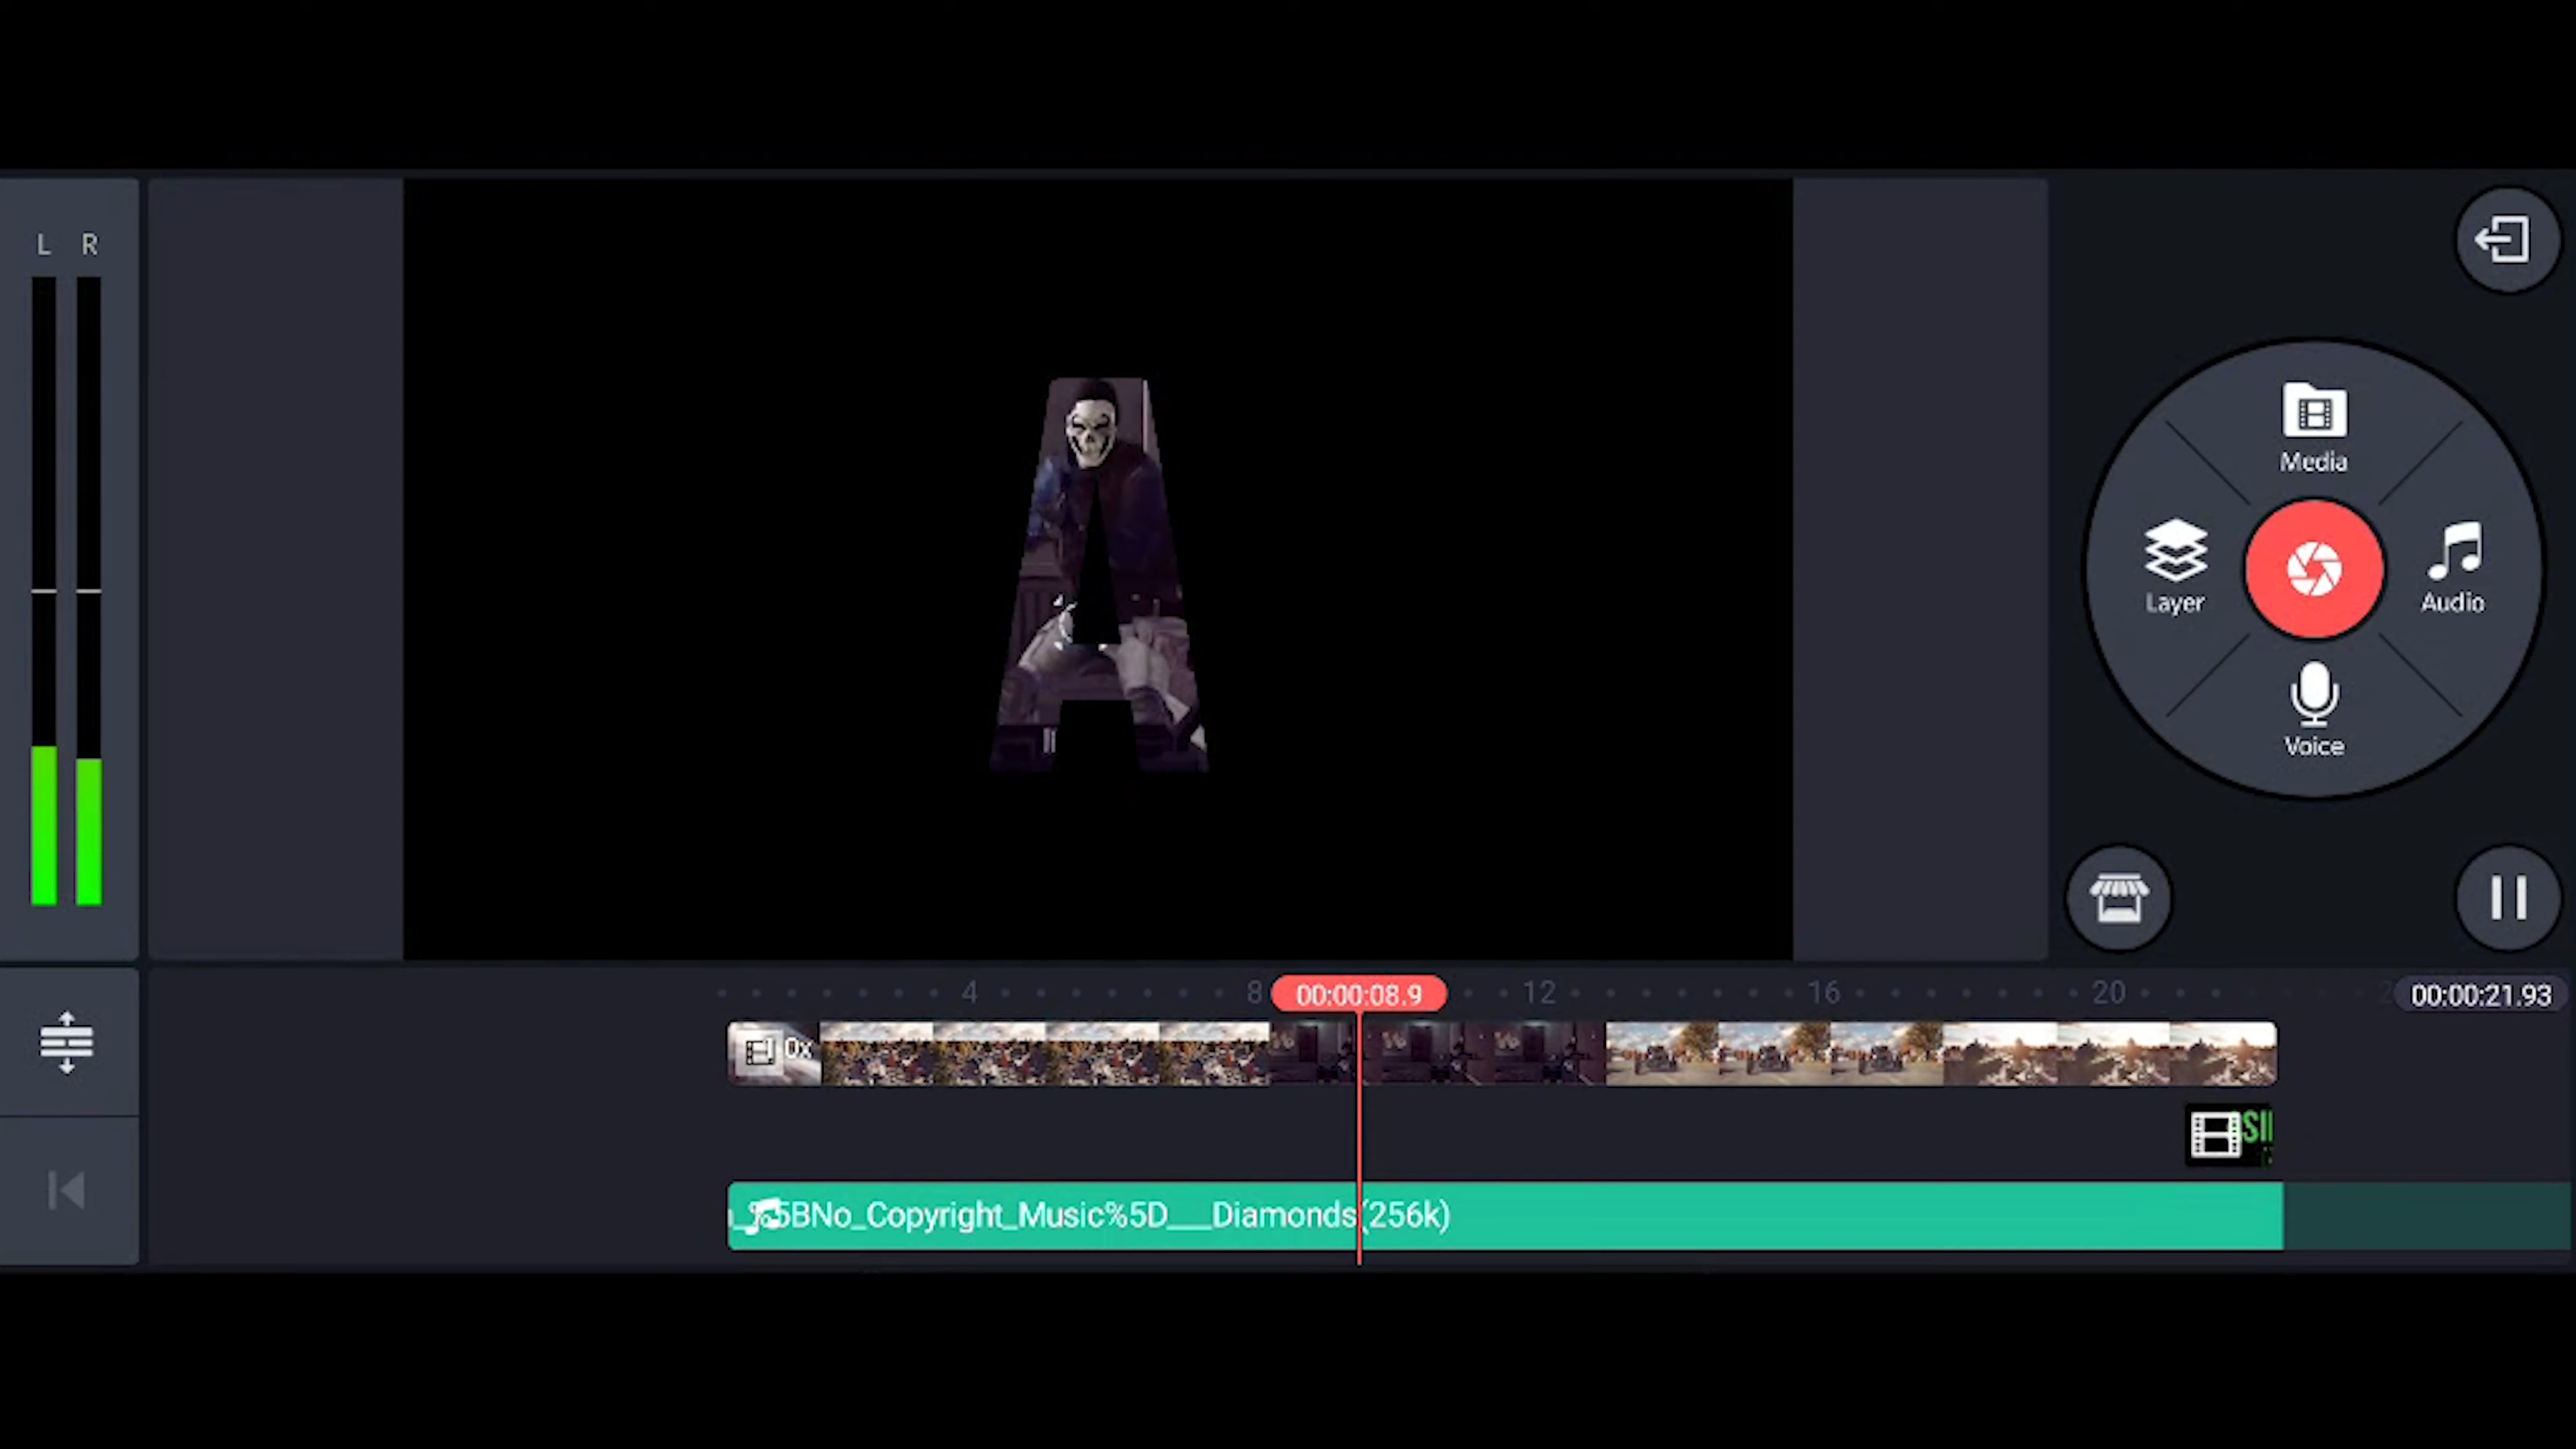 L R
A
Media
Layer
Audio
Voice
4 8 00:00:08.9 12 16 20 00:00:21.93
0x
SII
_%5BNo_Copyright_Music%5D___Diamonds(256k)